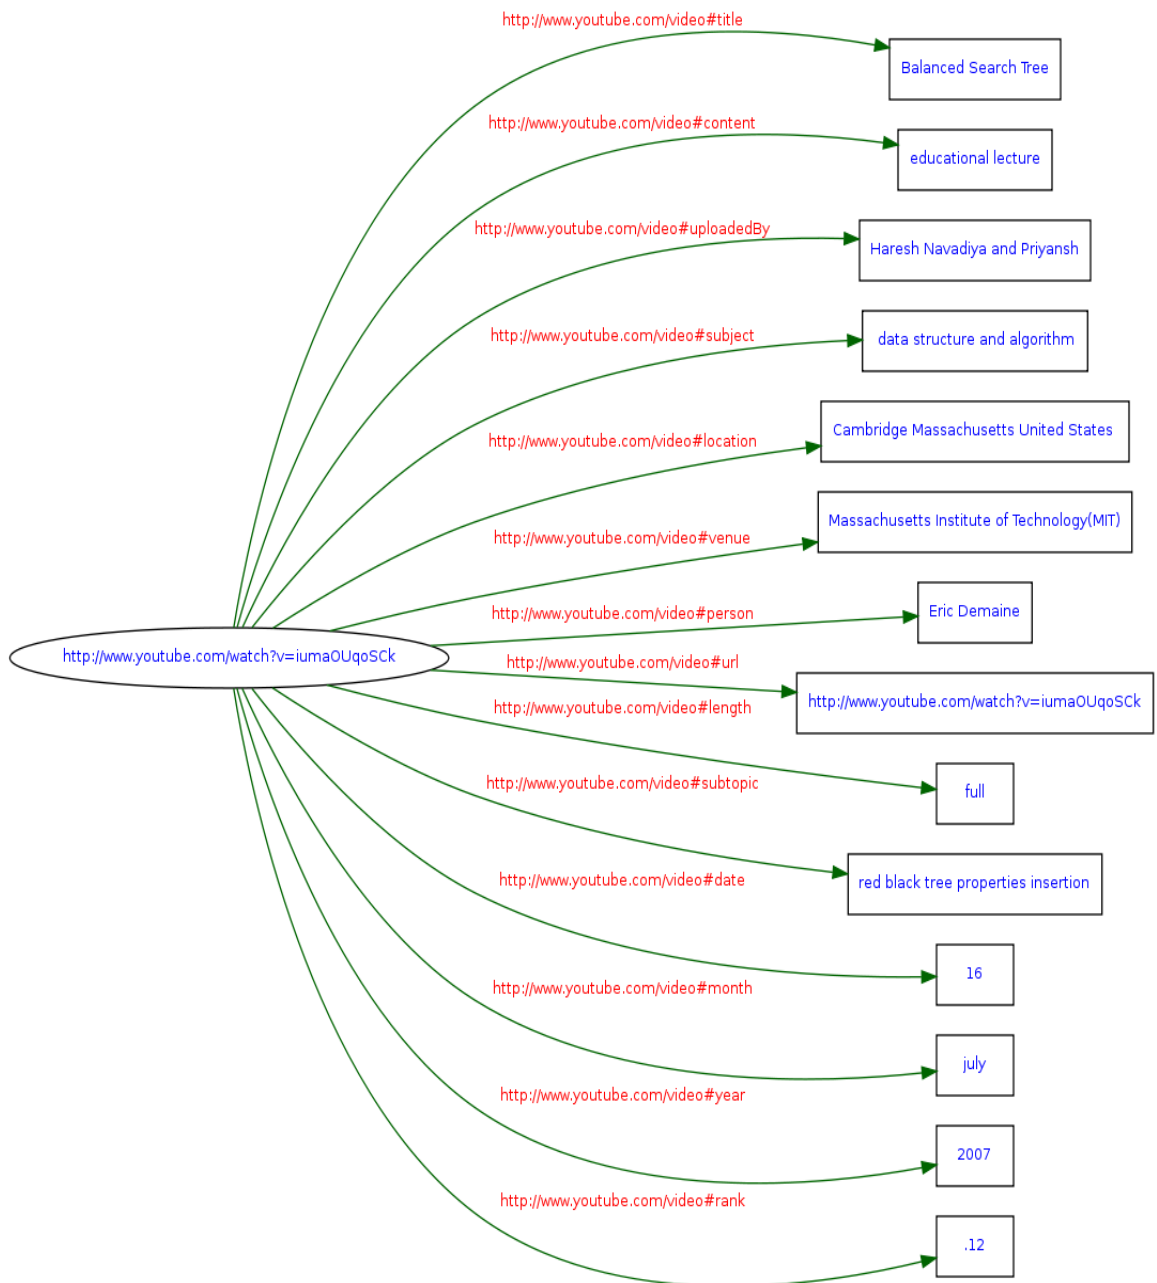 http://www.youtube.com/video#title
Balanced Search Tree
http://www.youtube.com/video#content
educational lecture
http://www.youtube.com/video#uploadedBy
Haresh Navadiya and Priyansh
http://www.youtube.com/video#subject
data structure and algorithm
http://www.youtube.com/video#location
Cambridge Massachusetts United States
http://www.youtube.com/video#venue
Massachusetts Institute of Technology(MIT)
http://www.youtube.com/video#person
Eric Demaine
http://www.youtube.com/watch?v=iumaOUqoSCk
http://www.youtube.com/video#url
http://www.youtube.com/watch?v=iumaOUqoSCk
http://www.youtube.com/video#length
full
http://www.youtube.com/video#subtopic
red black tree properties insertion
http://www.youtube.com/video#date
16
http://www.youtube.com/video#month
july
http://www.youtube.com/video#year
2007
http://www.youtube.com/video#rank
.12